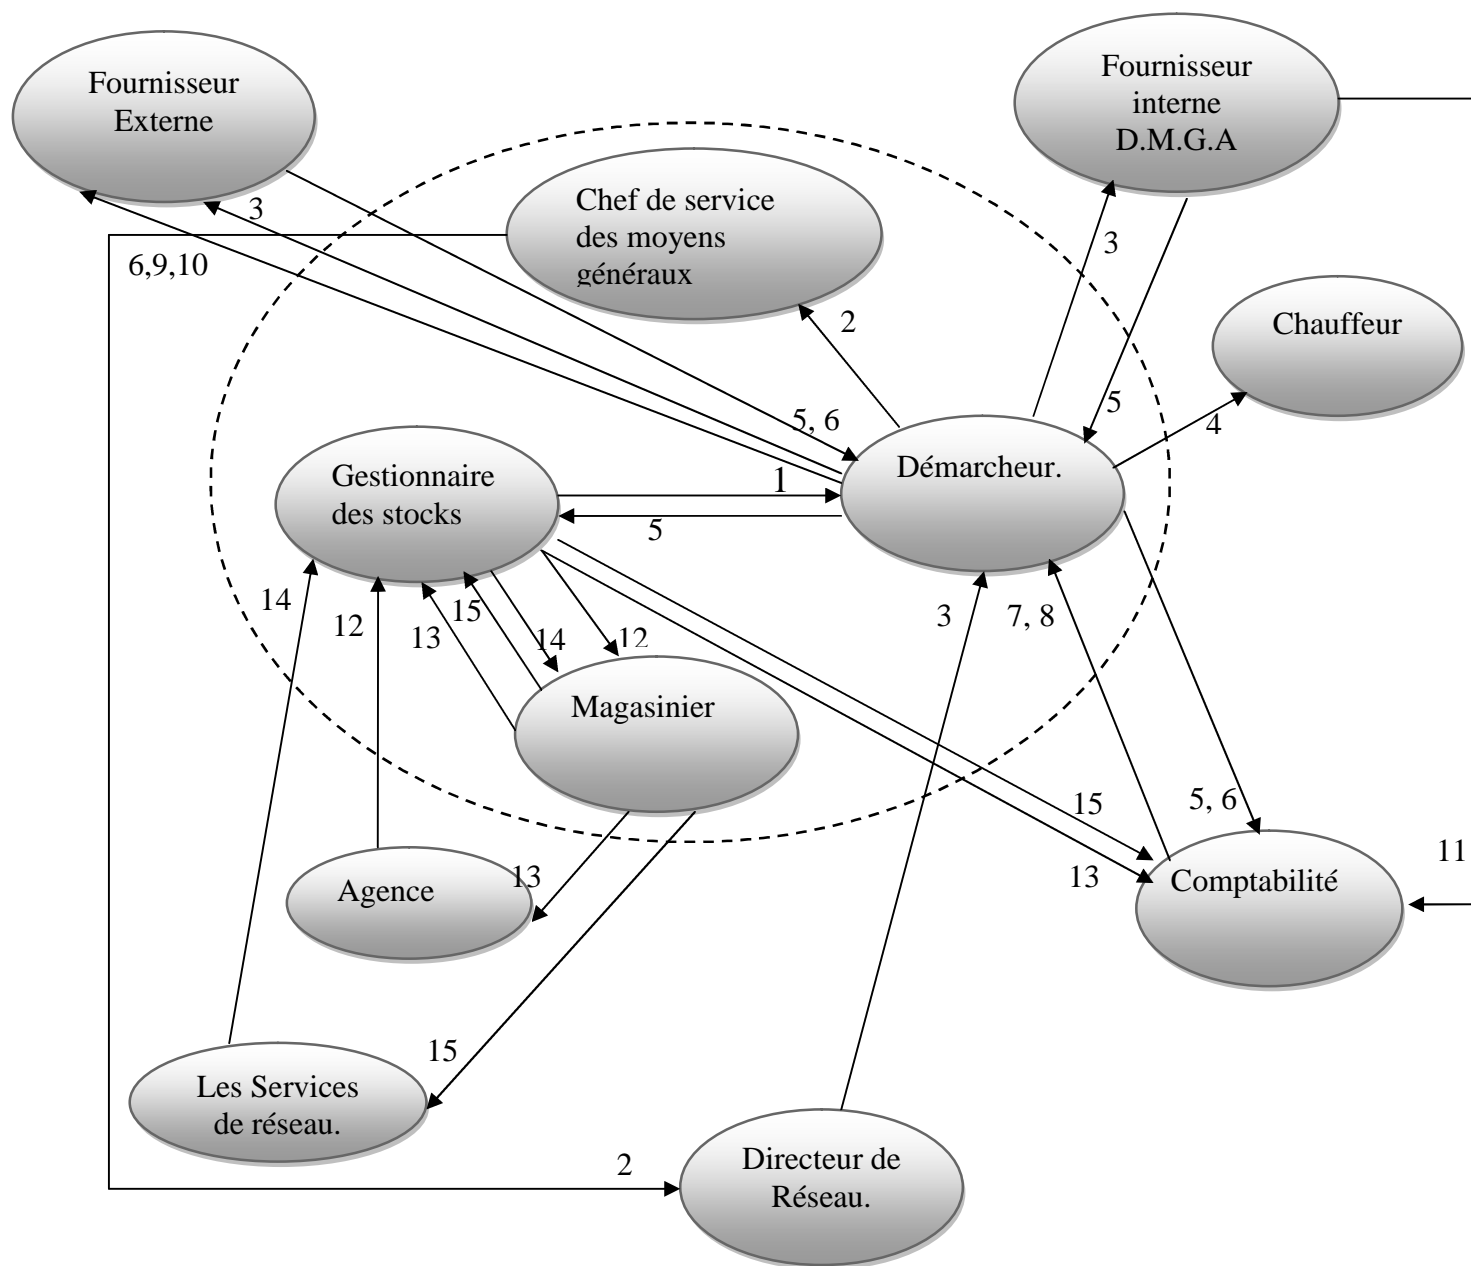 Fournisseur
Externe
Fournisseur
interne
D.M.G.A
Chef de service
des moyens
généraux
3
6,9,10
3
2
Chauffeur
5
4
5, 6
Démarcheur.
Gestionnaire
des stocks
1
5
14
12
13
15
14
12
3
7, 8
Magasinier
15
13
5, 6
11
Comptabilité
Agence
13
15
Les Services
de réseau.
2
Directeur de
Réseau.